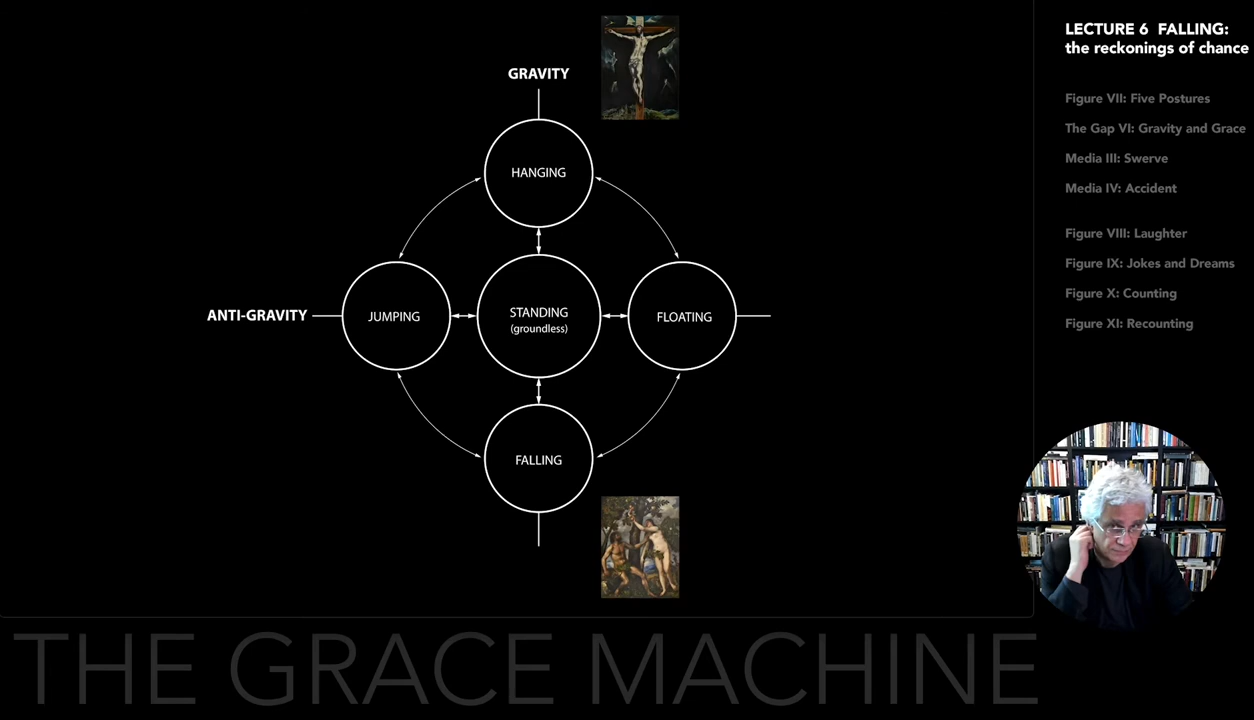 GRAVITY
HANGING
ANTI-GRAVITY
JUMPING
STANDING
(groundless)
FLOATING
FALLING
LECTURE 6 FALLING:
the reckonings of chance
Figure VII: Five Postures
The Gap VI: Gravity and Grace
Media III: Swerve
Media IV: Accident
Figure VIII: Laughter
Figure IX: Jokes and Dreams
Figure X: Counting
Figure XI: Recounting
THE GRACE MACHINE